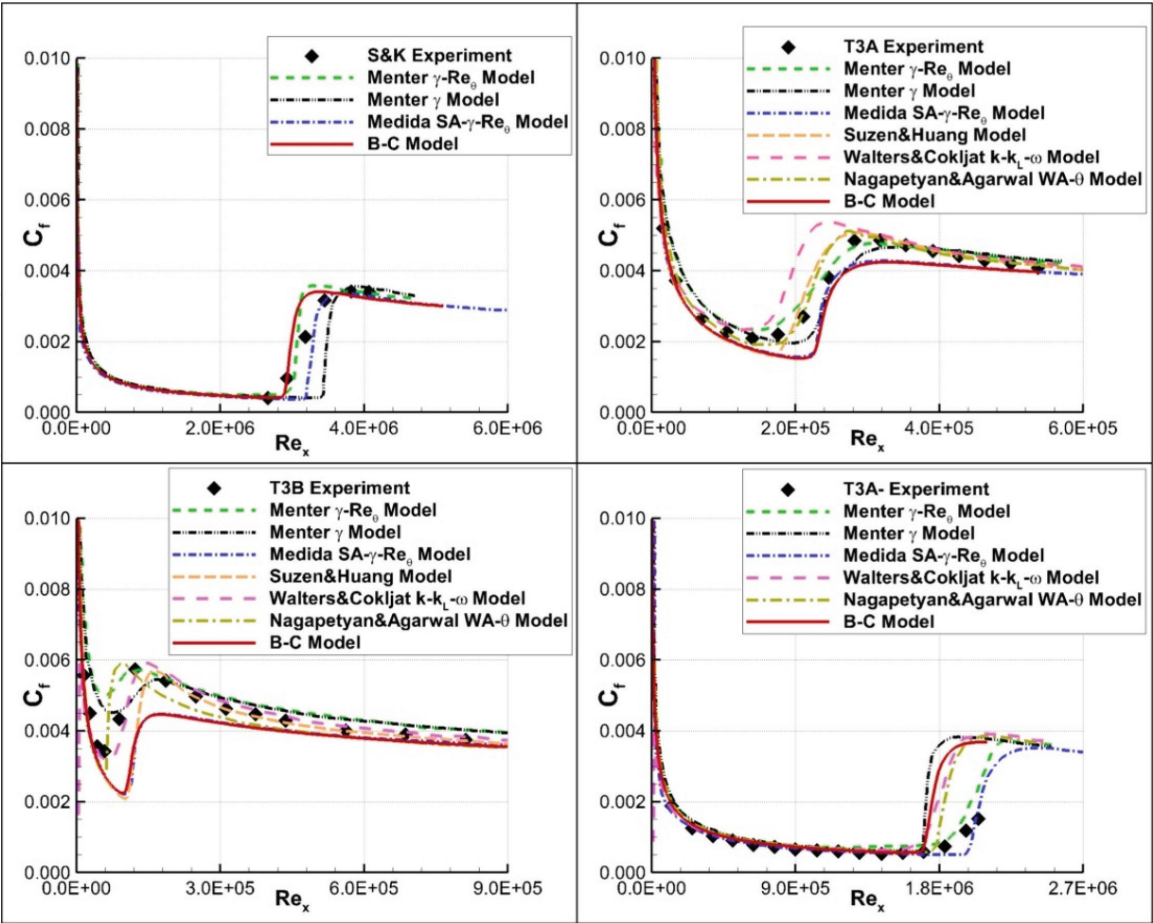 S&K Experiment
Menter γ-Reθ Model
Menter γ Model
Medida SA-γ-Reθ Model
B-C Model
0.010
0.008
0.006
Cf
0.004
0.002
0.000
0.0E+00
2.0E+06
4.0E+06
6.0E+06
Rex
T3A Experiment
Menter γ-Reθ Model
Menter γ Model
Medida SA-γ-Reθ Model
Suzen&Huang Model
Walters&Cokljat k-kL-ω Model
Nagapetyan&Agarwal WA-θ Model
B-C Model
0.010
0.008
0.006
Cf
0.004
0.002
0.000
0.0E+00
2.0E+05
4.0E+05
6.0E+05
Rex
T3B Experiment
Menter γ-Reθ Model
Menter γ Model
Medida SA-γ-Reθ Model
Suzen&Huang Model
Walters&Cokljat k-kL-ω Model
Nagapetyan&Agarwal WA-θ Model
B-C Model
0.010
0.008
0.006
Cf
0.004
0.002
0.000
0.0E+00
3.0E+05
6.0E+05
9.0E+05
Rex
T3A- Experiment
Menter γ-Reθ Model
Menter γ Model
Medida SA-γ-Reθ Model
Walters&Cokljat k-kL-ω Model
Nagapetyan&Agarwal WA-θ Model
B-C Model
0.010
0.008
0.006
Cf
0.004
0.002
0.000
0.0E+00
9.0E+05
1.8E+06
2.7E+06
Rex